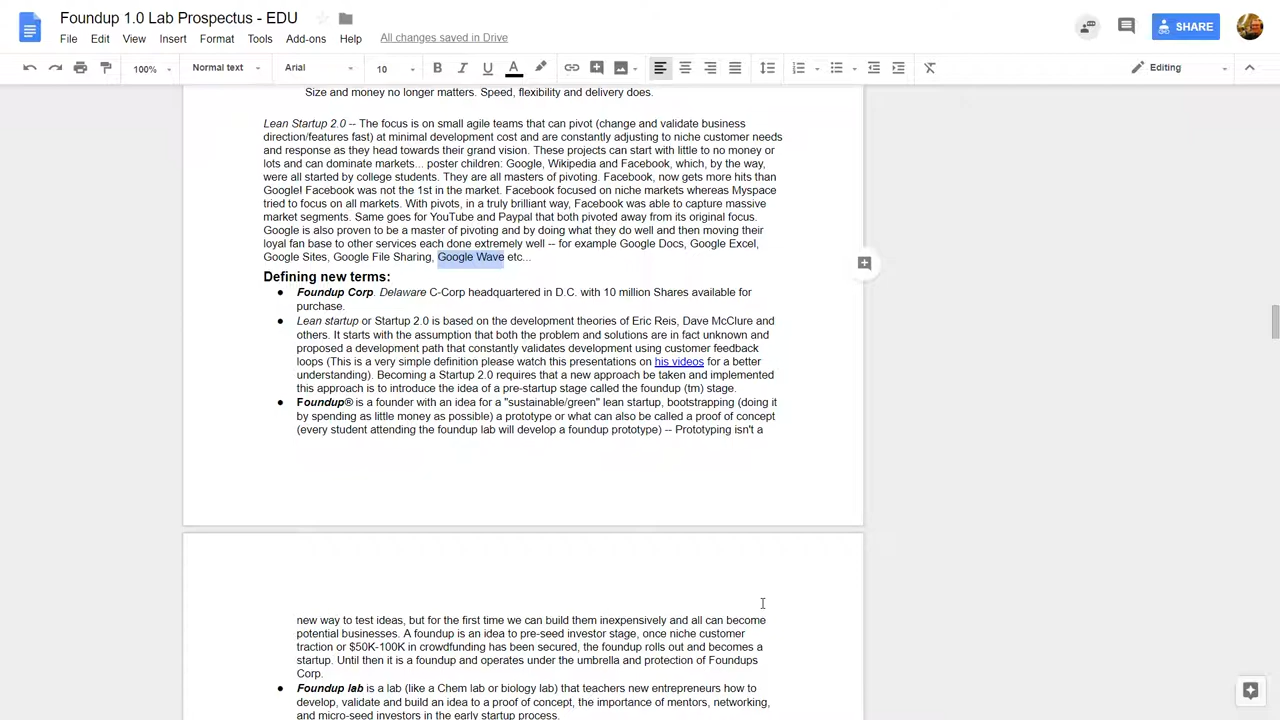 Foundup 1.0 Lab Prospectus - EDU
File Edit View Insert Format Tools Add-ons Help All changes saved in Drive
SHARE
100% Normal text Arial 10 B I U A Editing
Size and money no longer matters. Speed, flexibility and delivery does.
Lean Startup 2.0 -- The focus is on small agile teams that can pivot (change and validate business
direction/features fast) at minimal development cost and are constantly adjusting to niche customer needs
and response as they head towards their grand vision. These projects can start with little to no money or
lots and can dominate markets... poster children: Google, Wikipedia and Facebook, which, by the way,
were all started by college students. They are all masters of pivoting. Facebook, now gets more hits than
Google! Facebook was not the 1st in the market. Facebook focused on niche markets whereas Myspace
tried to focus on all markets. With pivots, in a truly brilliant way, Facebook was able to capture massive
market segments. Same goes for YouTube and Paypal that both pivoted away from its original focus.
Google is also proven to be a master of pivoting and by doing what they do well and then moving their
loyal fan base to other services each done extremely well -- for example Google Docs, Google Excel,
Google Sites, Google File Sharing, Google Wave etc...
Defining new terms:
● Foundup Corp. Delaware C-Corp headquartered in D.C. with 10 million Shares available for
purchase.
● Lean startup or Startup 2.0 is based on the development theories of Eric Reis, Dave McClure and
others. It starts with the assumption that both the problem and solutions are in fact unknown and
proposed a development path that constantly validates development using customer feedback
loops (This is a very simple definition please watch this presentations on his videos for a better
understanding). Becoming a Startup 2.0 requires that a new approach be taken and implemented
this approach is to introduce the idea of a pre-startup stage called the foundup (tm) stage.
● Foundup® is a founder with an idea for a "sustainable/green" lean startup, bootstrapping (doing it
by spending as little money as possible) a prototype or what can also be called a proof of concept
(every student attending the foundup lab will develop a foundup prototype) -- Prototyping isn't a
new way to test ideas, but for the first time we can build them inexpensively and all can become
potential businesses. A foundup is an idea to pre-seed investor stage, once niche customer
traction or $50K-100K in crowdfunding has been secured, the foundup rolls out and becomes a
startup. Until then it is a foundup and operates under the umbrella and protection of Foundups
Corp.
● Foundup lab is a lab (like a Chem lab or biology lab) that teaches new entrepreneurs how to
develop, validate and build an idea to a proof of concept, the importance of mentors, networking,
and micro-seed investors in the early startup process.